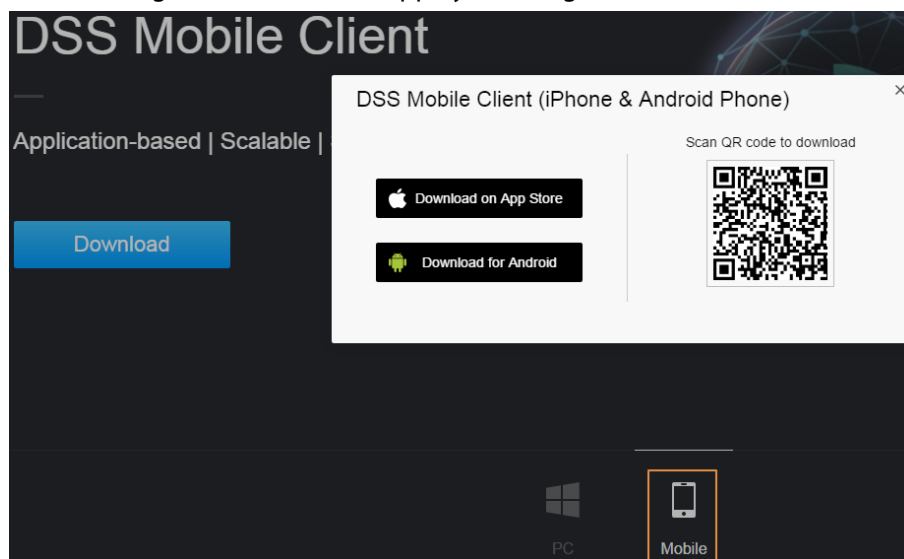 DSS Mobile Client
Application-based | Scalable |
Download
DSS Mobile Client (iPhone & Android Phone)
×
Download on App Store
Download for Android
Scan QR code to download
PC
Mobile